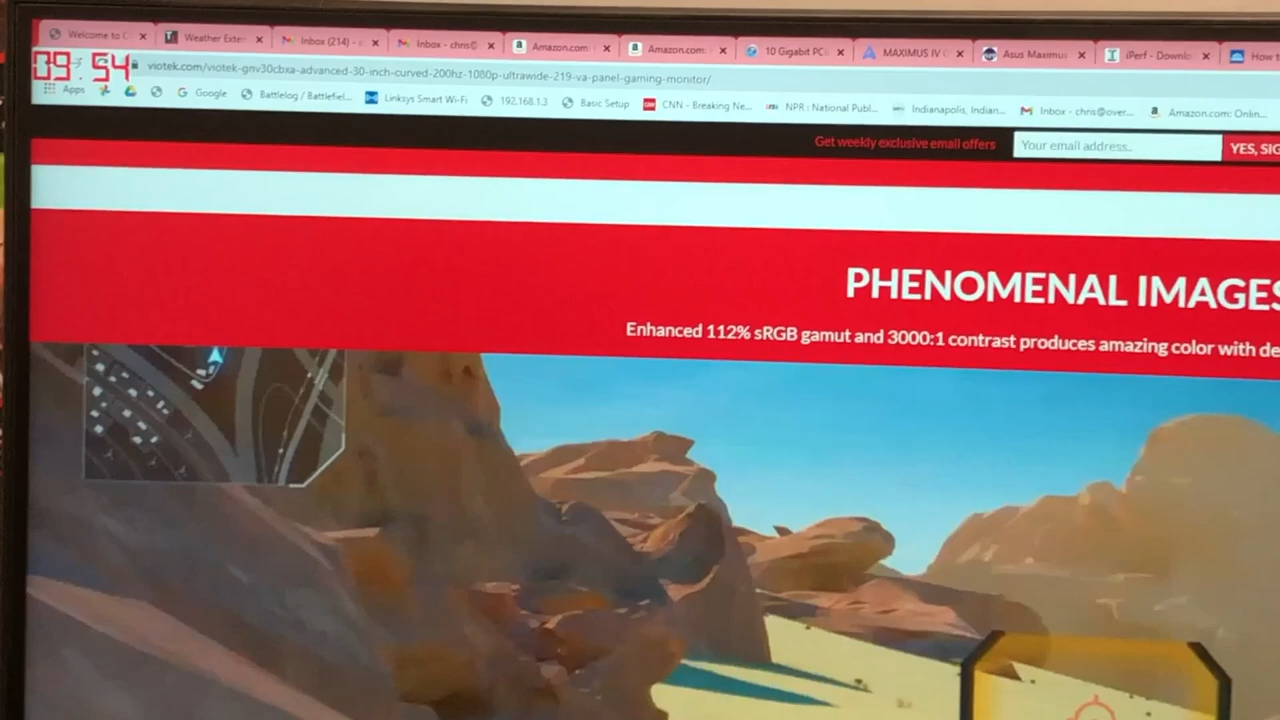 Welcome to C
Weather Exte
Inbox (214) -
Inbox - chris@
Amazon.com:
Amazon.com:
10 Gigabit PCI
MAXIMUS IV G
Asus Maximus
iPerf - Downlo
How t
09:54
viotek.com/viotek-gnv30cbxa-advanced-30-inch-curved-200hz-1080p-ultrawide-219-va-panel-gaming-monitor/
Apps
Google
Battlelog / Battlefiel...
Linksys Smart Wi-Fi
192.168.1.3
Basic Setup
CNN - Breaking Ne...
NPR : National Publ...
Indianapolis, Indian...
Inbox - chris@over...
Amazon.com: Onlin...
Get weekly exclusive email offers
Your email address..
YES, SIG
PHENOMENAL IMAGES
Enhanced 112% sRGB gamut and 3000:1 contrast produces amazing color with de